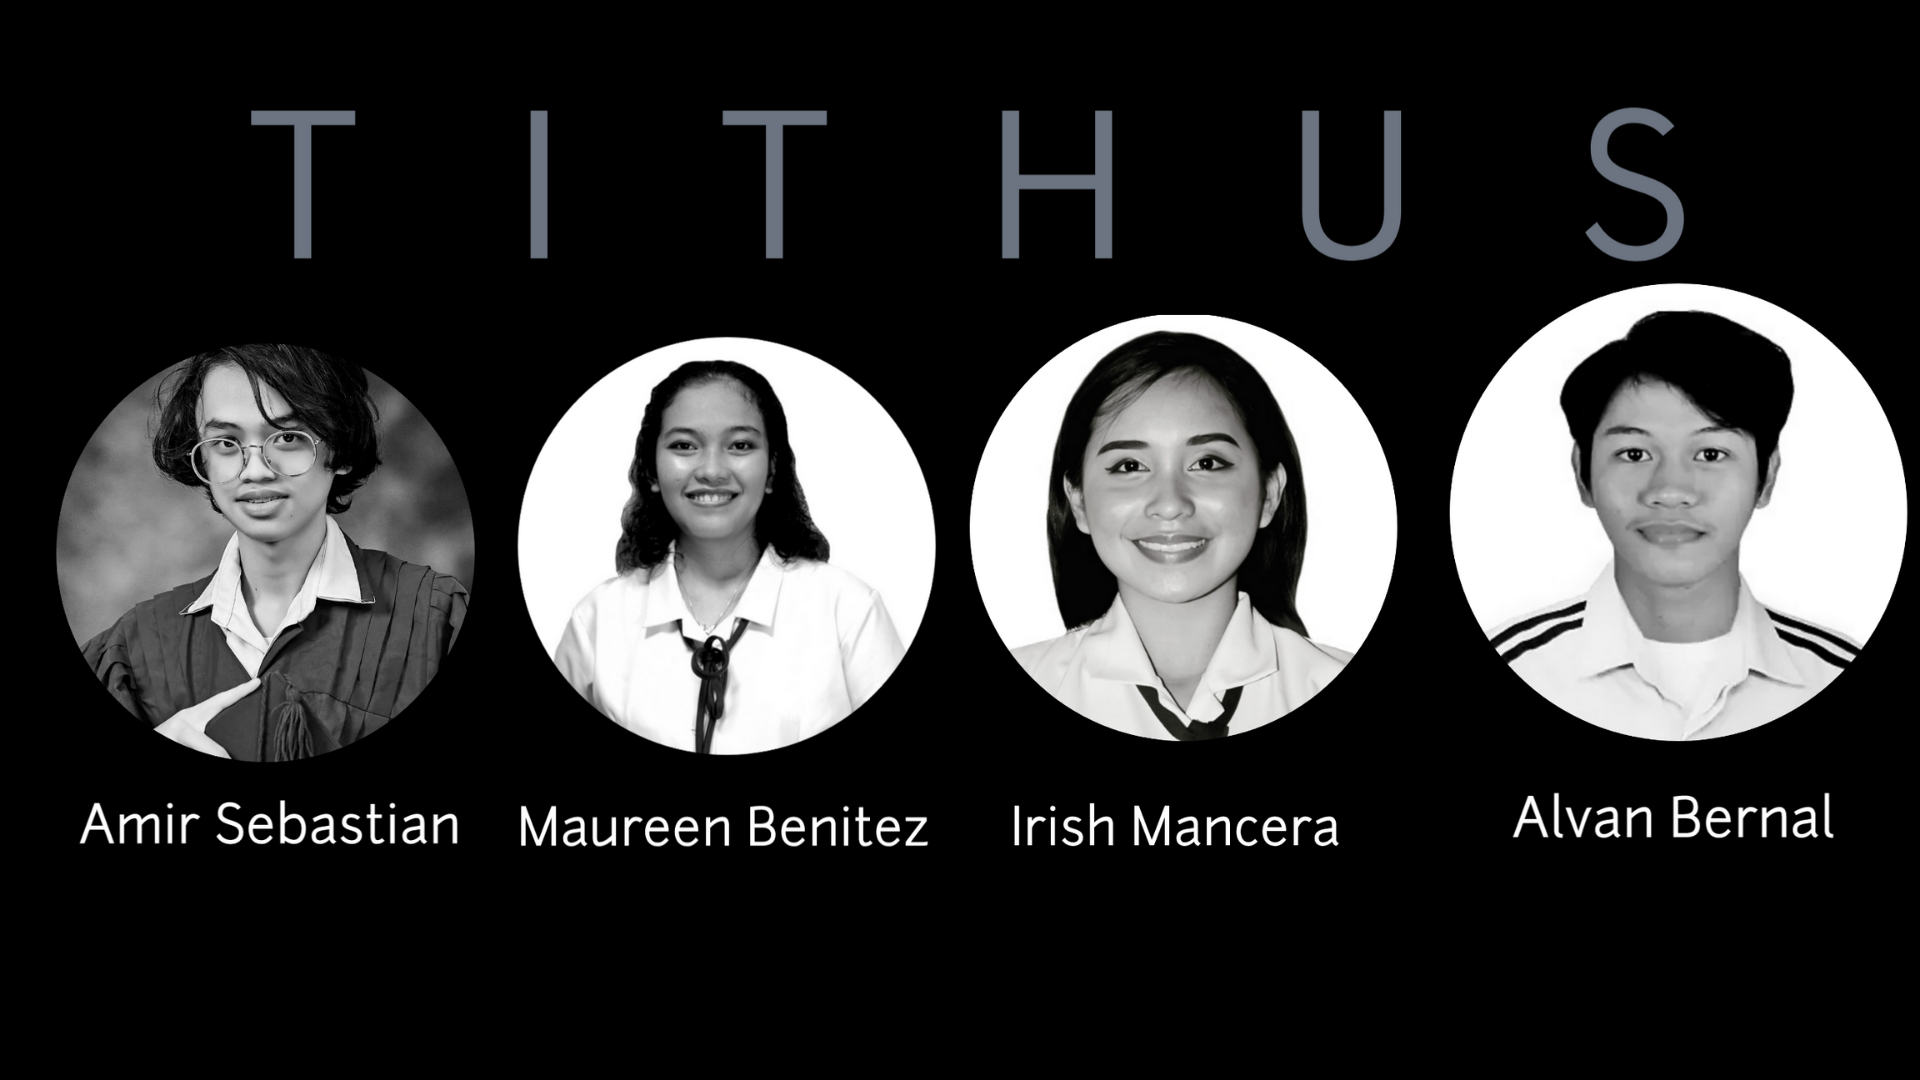 T I T H U S
Amir Sebastian
Maureen Benitez
Irish Mancera
Alvan Bernal